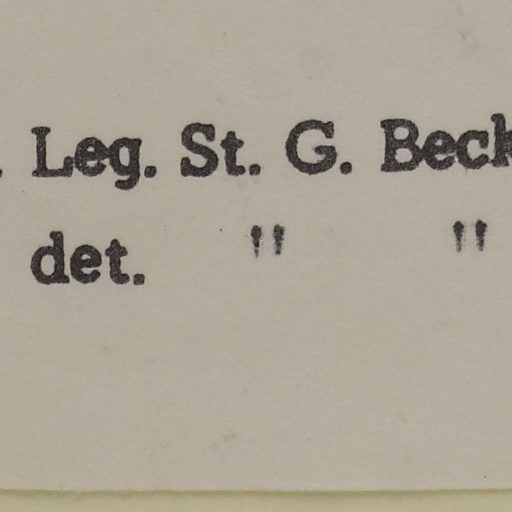 . Leg. St. G. Beck
det. " "